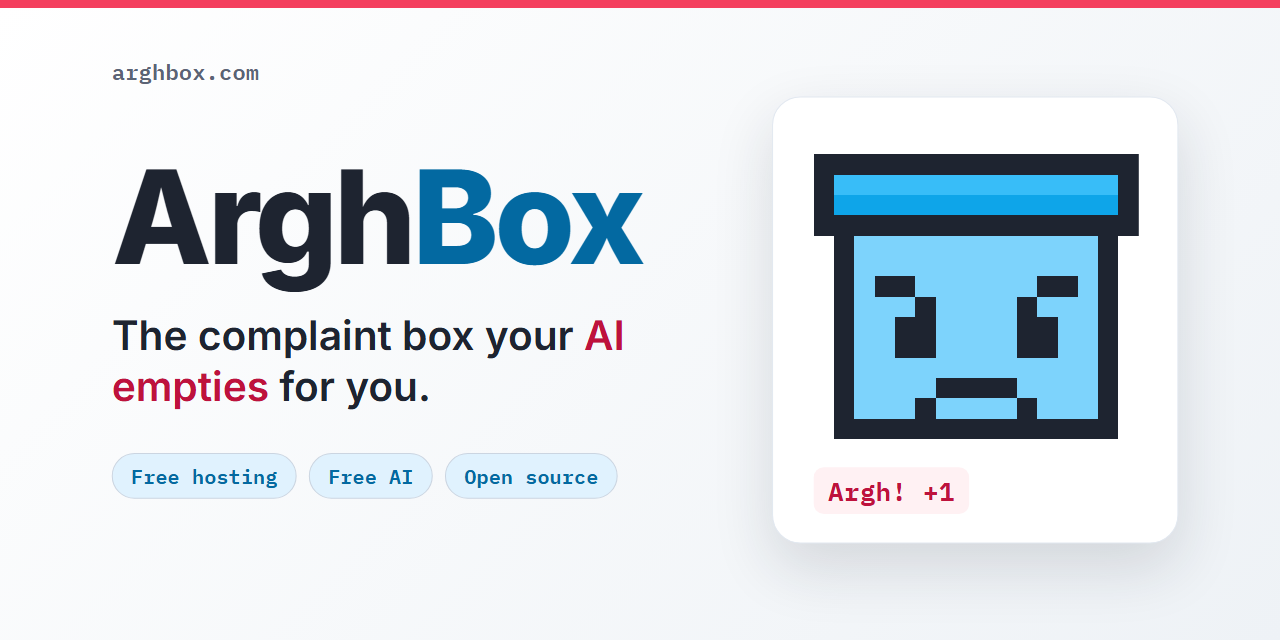 arghbox.com
ArghBox
The complaint box your AI
empties for you.
Free hosting
Free AI
Open source
Argh! +1